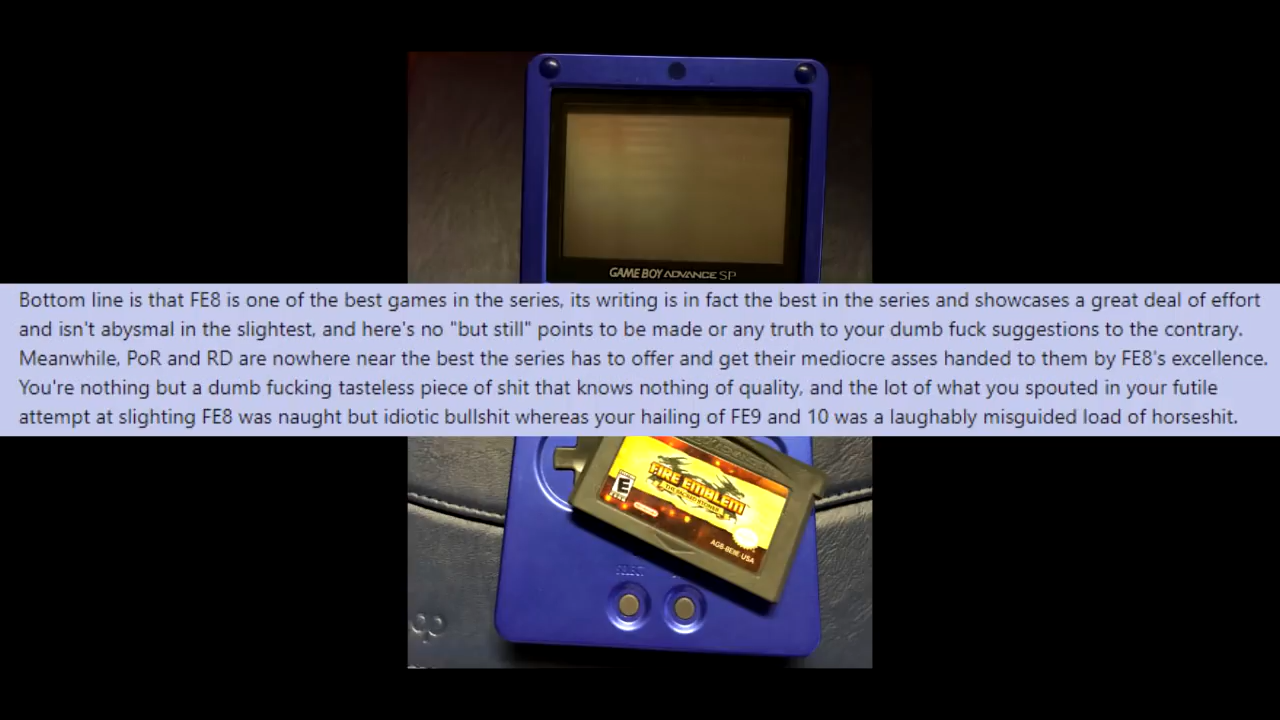 GAME BOY ADVANCE SP
Bottom line is that FE8 is one of the best games in the series, its writing is in fact the best in the series and showcases a great deal of effort
and isn't abysmal in the slightest, and here's no "but still" points to be made or any truth to your dumb fuck suggestions to the contrary.
Meanwhile, PoR and RD are nowhere near the best the series has to offer and get their mediocre asses handed to them by FE8's excellence.
You're nothing but a dumb fucking tasteless piece of shit that knows nothing of quality, and the lot of what you spouted in your futile
attempt at slighting FE8 was naught but idiotic bullshit whereas your hailing of FE9 and 10 was a laughably misguided load of horseshit.
FIRE EMBLEM
THE SACRED STONES
E
AGB-BE8E-USA
SELECT